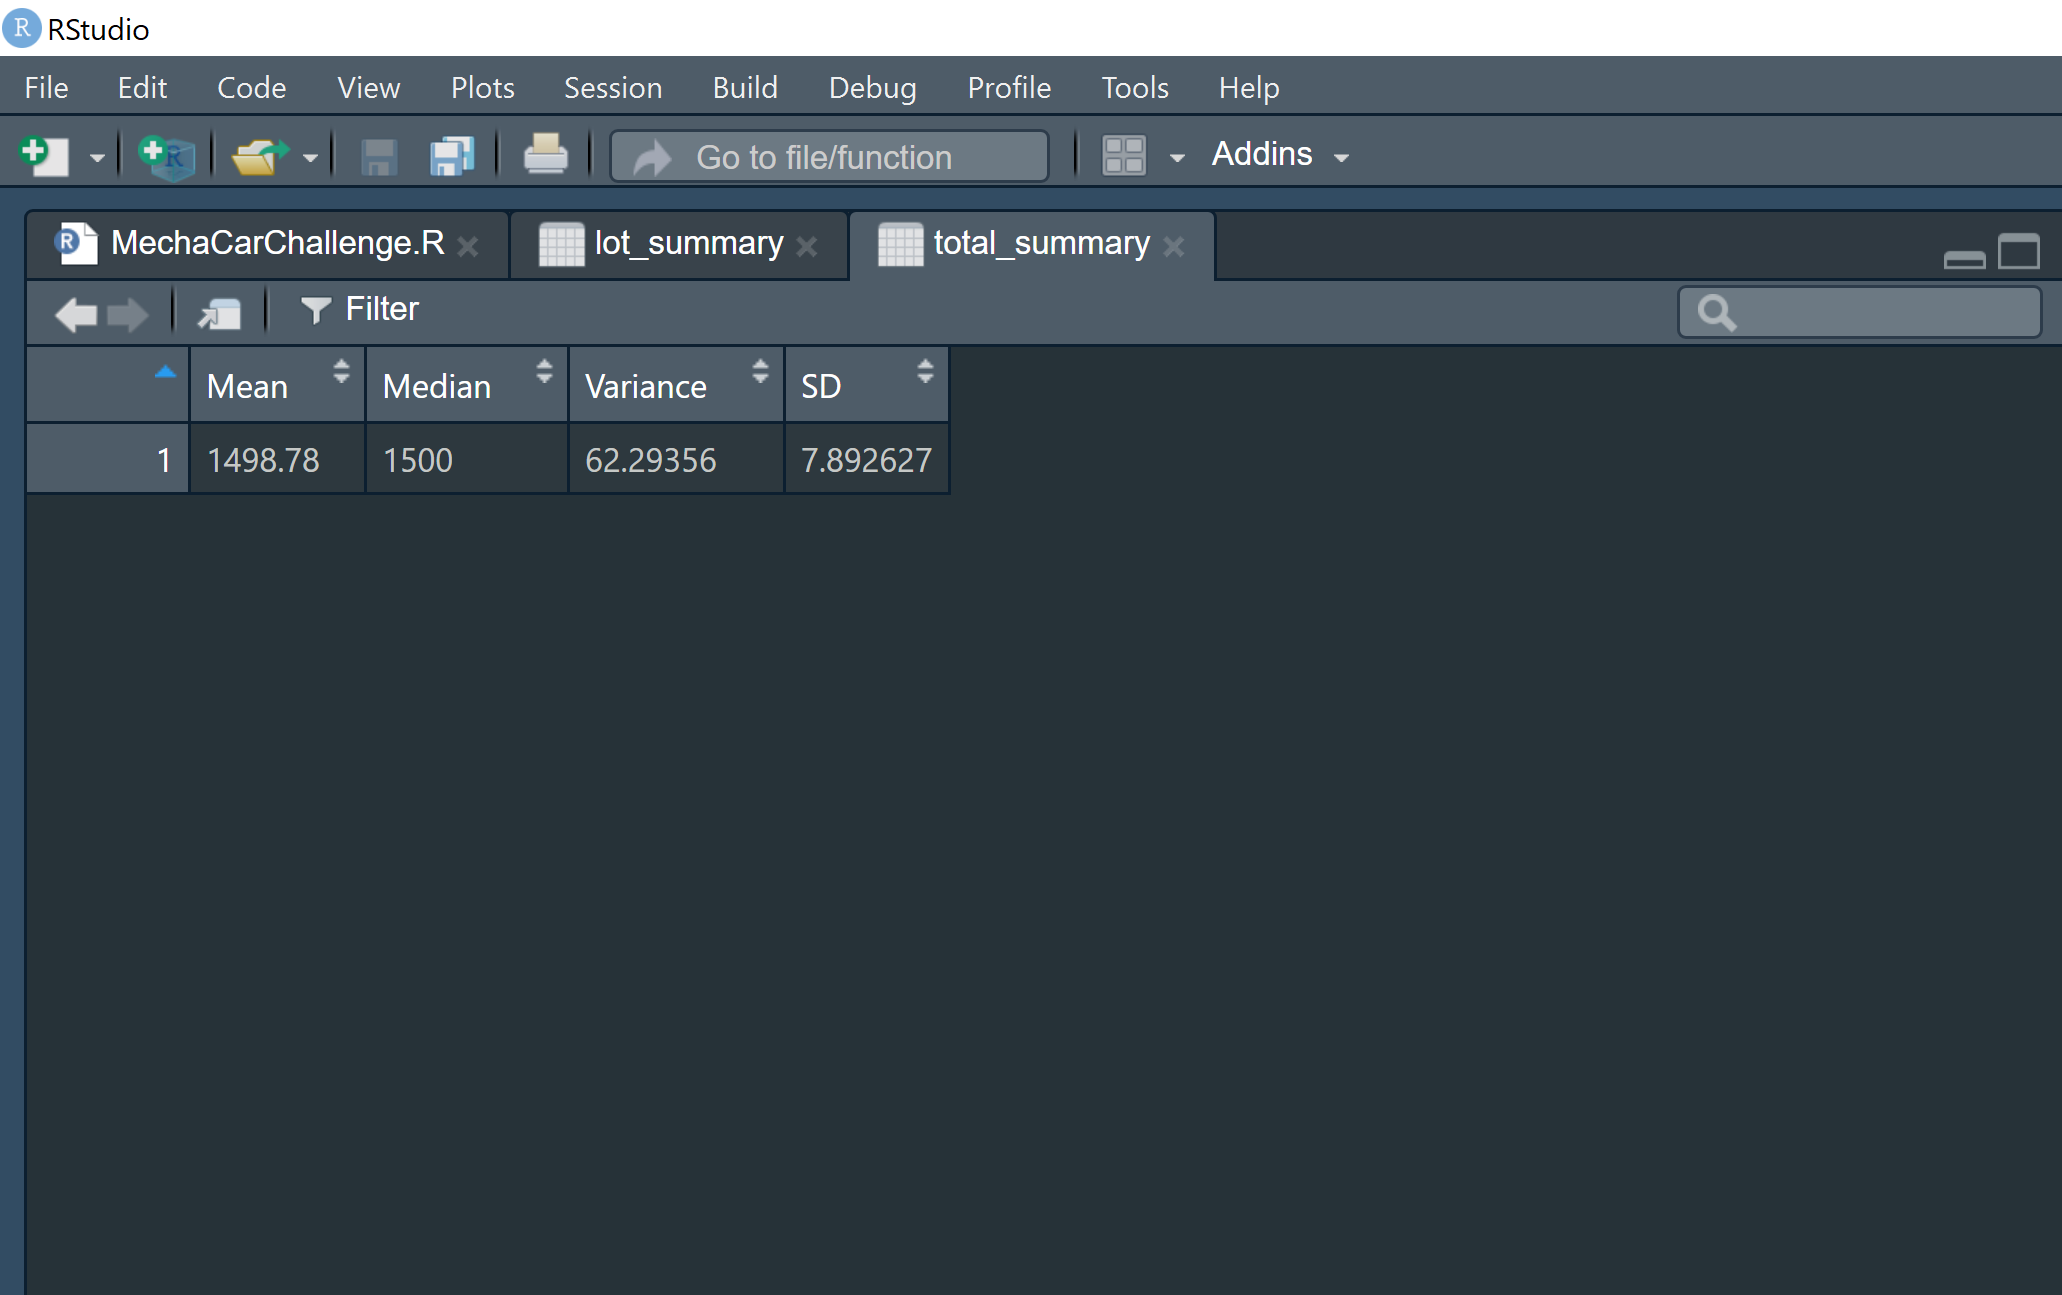 R RStudio
File Edit Code View Plots Session Build Debug Profile Tools Help
R Go to file/function Addins
R MechaCarChallenge.R lot_summary total_summary
Filter
Mean Median Variance SD
1 1498.78 1500 62.29356 7.892627